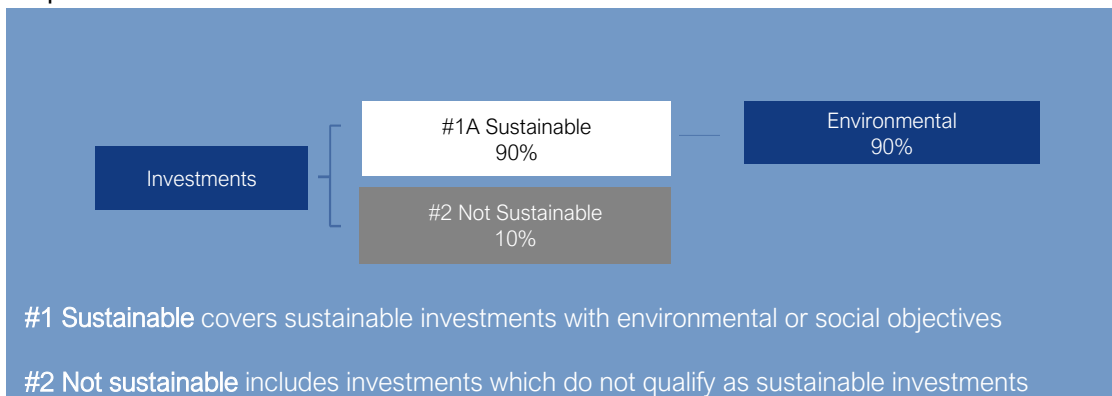 #1A Sustainable
90%
Environmental
90%
Investments
#2 Not Sustainable
10%
#1 Sustainable covers sustainable investments with environmental or social objectives
#2 Not sustainable includes investments which do not qualify as sustainable investments